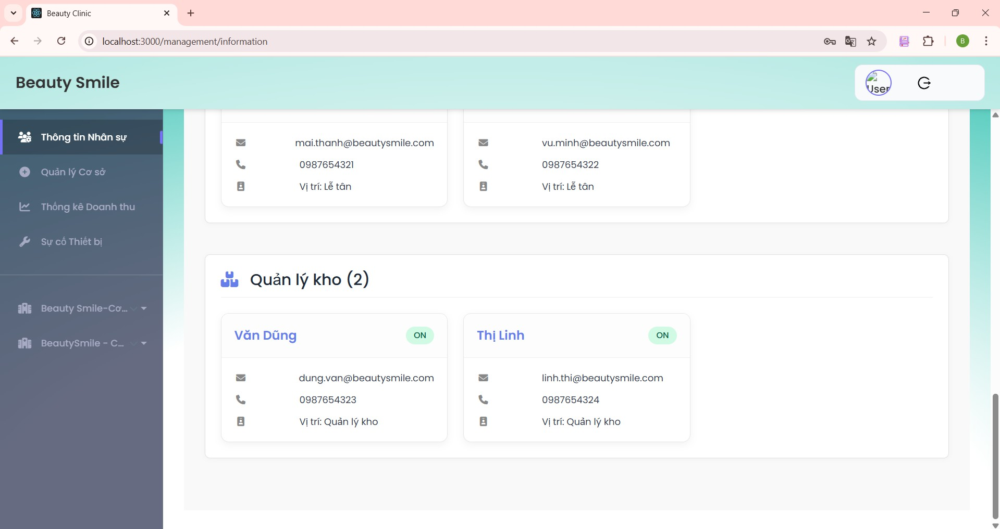 Beauty Clinic
localhost:3000/management/information
B
Beauty Smile
User
Thông tin Nhân sự
Quản lý Cơ sở
Thống kê Doanh thu
Sự cố Thiết bị
Beauty Smile-Cơ...
BeautySmile - C...
mai.thanh@beautysmile.com
0987654321
Vị trí: Lễ tân
vu.minh@beautysmile.com
0987654322
Vị trí: Lễ tân
Quản lý kho (2)
Văn Dũng
ON
dung.van@beautysmile.com
0987654323
Vị trí: Quản lý kho
Thị Linh
ON
linh.thi@beautysmile.com
0987654324
Vị trí: Quản lý kho